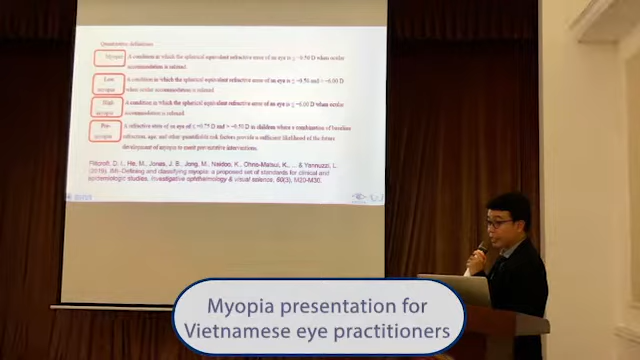 Quantitative definitions
Myopia A condition in which the spherical equivalent refractive error of an eye is ≤ −0.50 D when ocular
accommodation is relaxed.
Low myopia A condition in which the spherical equivalent refractive error of an eye is ≤ −0.50 and > −6.00 D
when ocular accommodation is relaxed.
High myopia A condition in which the spherical equivalent refractive error of an eye is ≤ −6.00 D when ocular
accommodation is relaxed.
Pre-myopia A refractive state of an eye of ≤ +0.75 D and > −0.50 D in children where a combination of baseline
refraction, age, and other quantifiable risk factors provide a sufficient likelihood of the future
development of myopia to merit preventative interventions.
Flitcroft, D. I., He, M., Jonas, J. B., Jong, M., Naidoo, K., Ohno-Matsui, K., ... & Yannuzzi, L.
(2019). IMI–Defining and classifying myopia: a proposed set of standards for clinical and
epidemiologic studies. Investigative ophthalmology & visual science, 60(3), M20-M30.
Myopia presentation for
Vietnamese eye practitioners